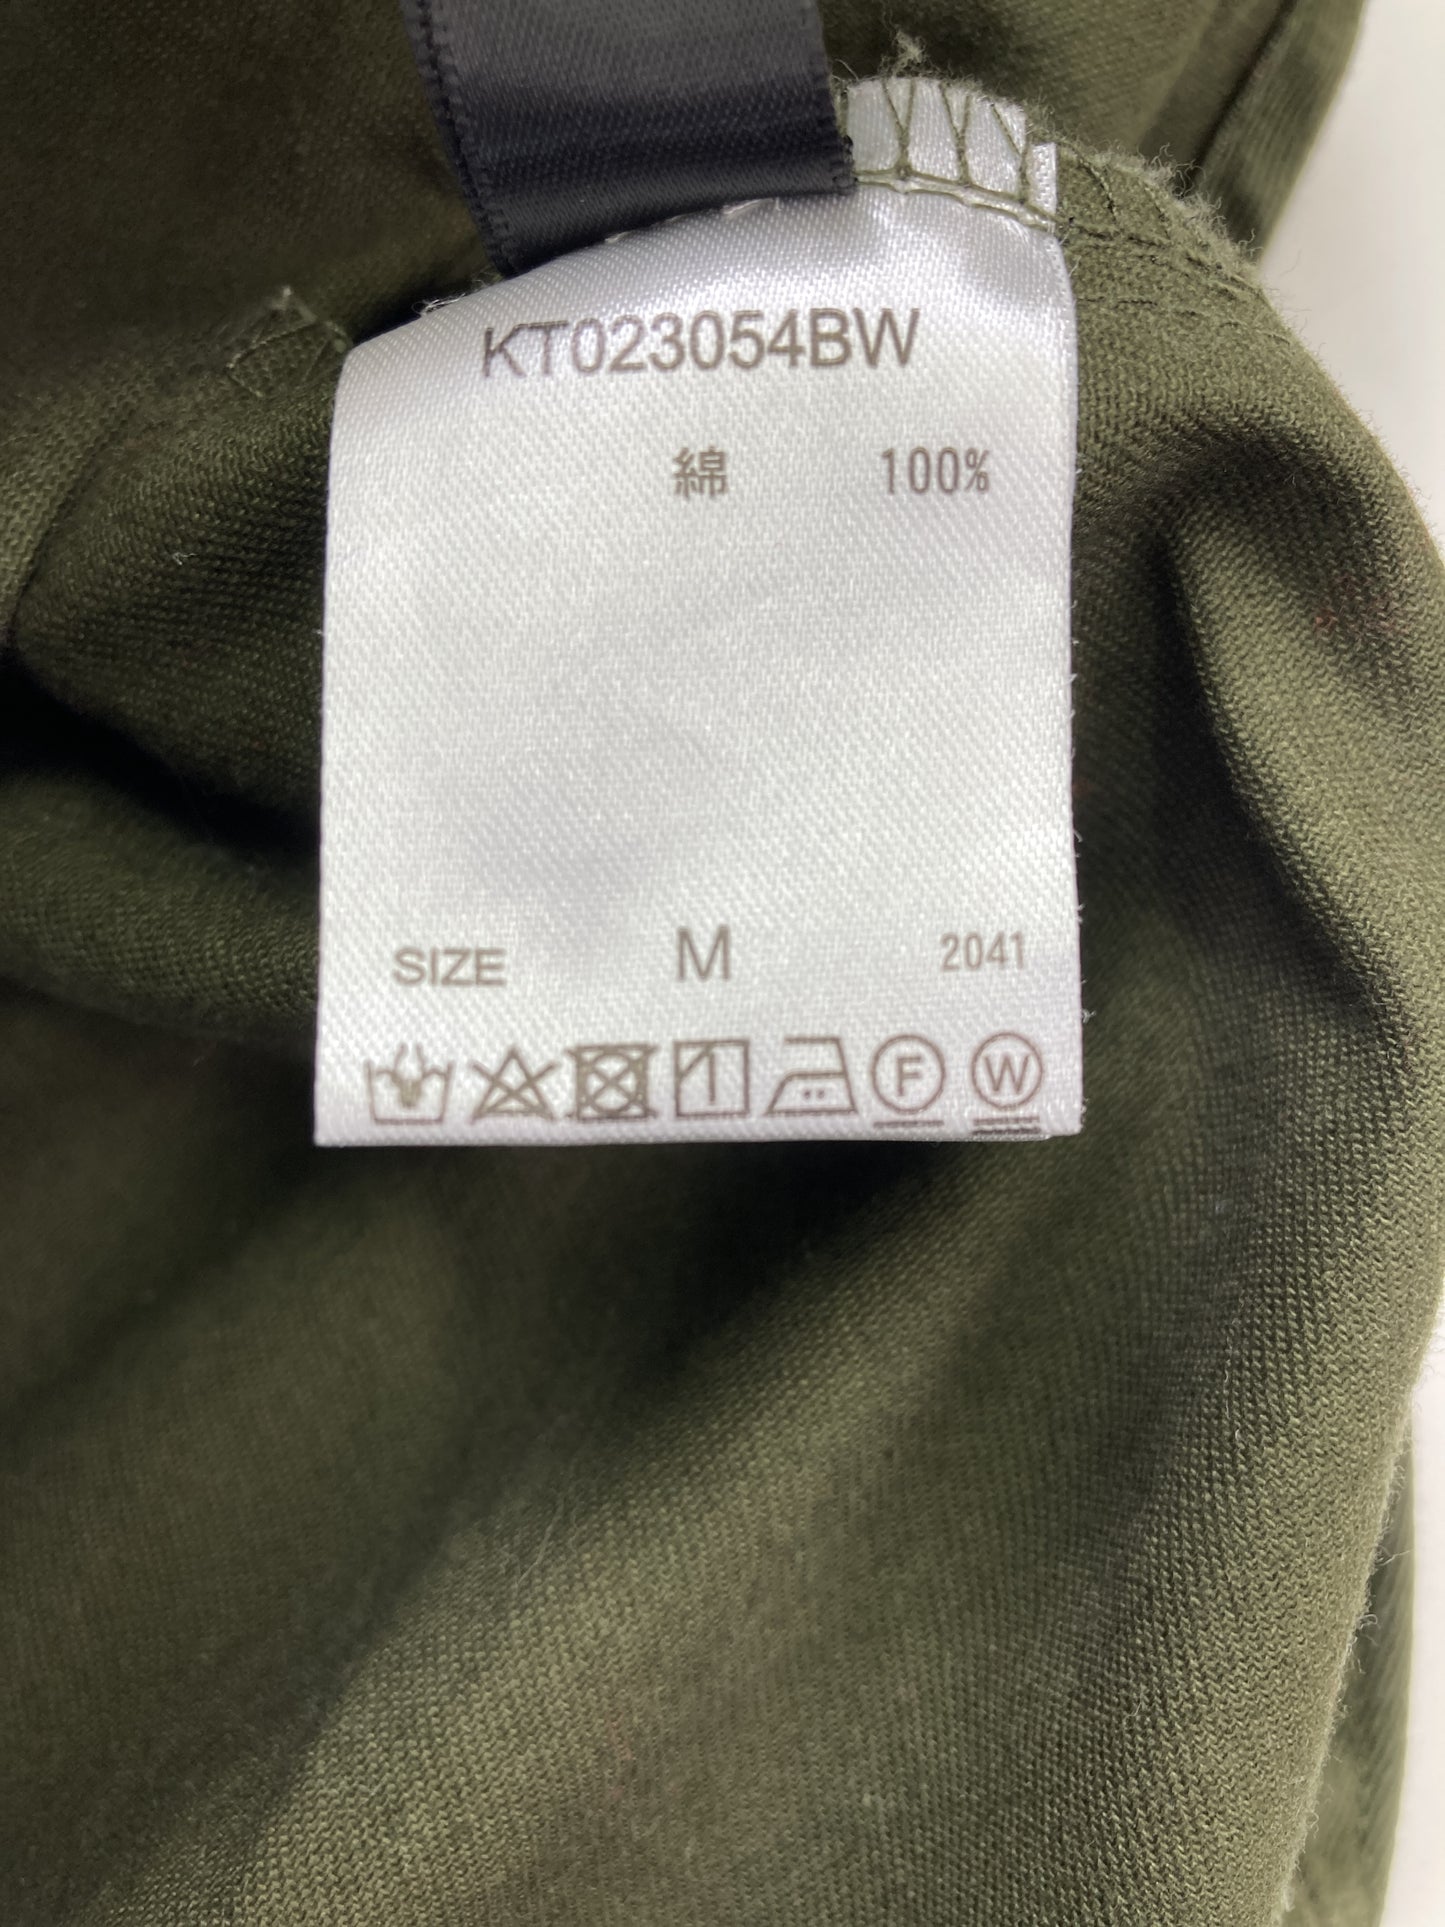 KT023054BW
綿 100%
SIZE M 2041
F W